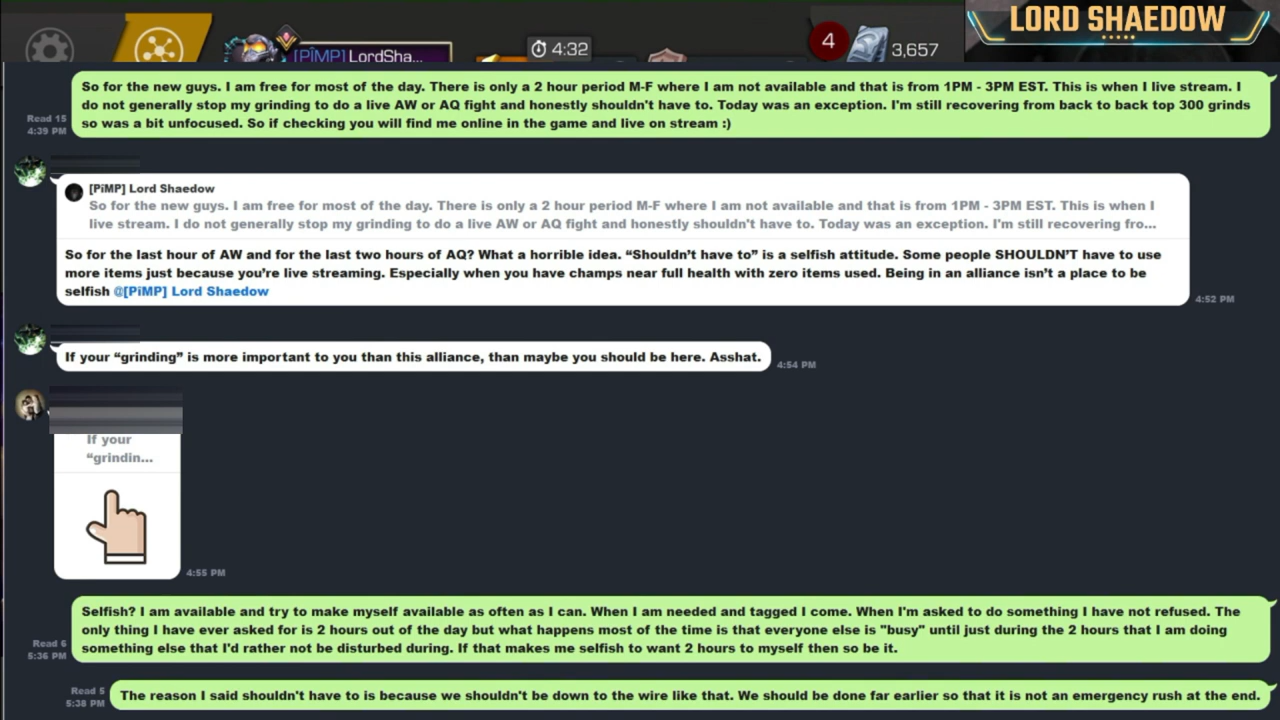 LORD SHAEDOW
[PÎMP] LordSha...
4:32
4
3,657
So for the new guys. I am free for most of the day. There is only a 2 hour period M-F where I am not available and that is from 1PM - 3PM EST. This is when I live stream. I
do not generally stop my grinding to do a live AW or AQ fight and honestly shouldn't have to. Today was an exception. I'm still recovering from back to back top 300 grinds
so was a bit unfocused. So if checking you will find me online in the game and live on stream :)
Read 15
4:39 PM
[PiMP] Lord Shaedow
So for the new guys. I am free for most of the day. There is only a 2 hour period M-F where I am not available and that is from 1PM - 3PM EST. This is when I
live stream. I do not generally stop my grinding to do a live AW or AQ fight and honestly shouldn't have to. Today was an exception. I'm still recovering fro...
So for the last hour of AW and for the last two hours of AQ? What a horrible idea. “Shouldn’t have to” is a selfish attitude. Some people SHOULDN’T have to use
more items just because you’re live streaming. Especially when you have champs near full health with zero items used. Being in an alliance isn’t a place to be
selfish @[PiMP] Lord Shaedow
4:52 PM
If your “grinding” is more important to you than this alliance, than maybe you should be here. Asshat.
4:54 PM
If your
“grindin...
4:55 PM
Selfish? I am available and try to make myself available as often as I can. When I am needed and tagged I come. When I'm asked to do something I have not refused. The
only thing I have ever asked for is 2 hours out of the day but what happens most of the time is that everyone else is "busy" until just during the 2 hours that I am doing
something else that I'd rather not be disturbed during. If that makes me selfish to want 2 hours to myself then so be it.
Read 6
5:36 PM
The reason I said shouldn't have to is because we shouldn't be down to the wire like that. We should be done far earlier so that it is not an emergency rush at the end.
Read 5
5:38 PM